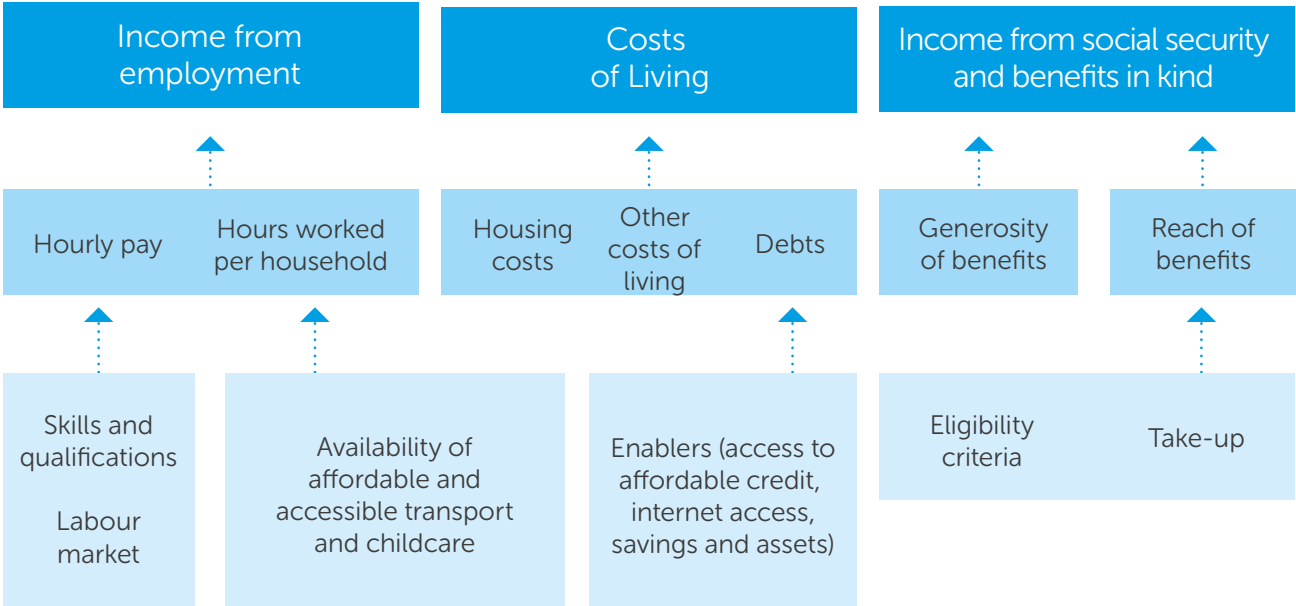 Income from
employment
Costs
of Living
Income from social security
and benefits in kind
Hourly pay
Hours worked
per household
Housing
costs
Other
costs of
living
Debts
Generosity
of benefits
Reach of
benefits
Skills and
qualifications
Labour
market
Availability of
affordable and
accessible transport
and childcare
Enablers (access to
affordable credit,
internet access,
savings and assets)
Eligibility
criteria
Take-up